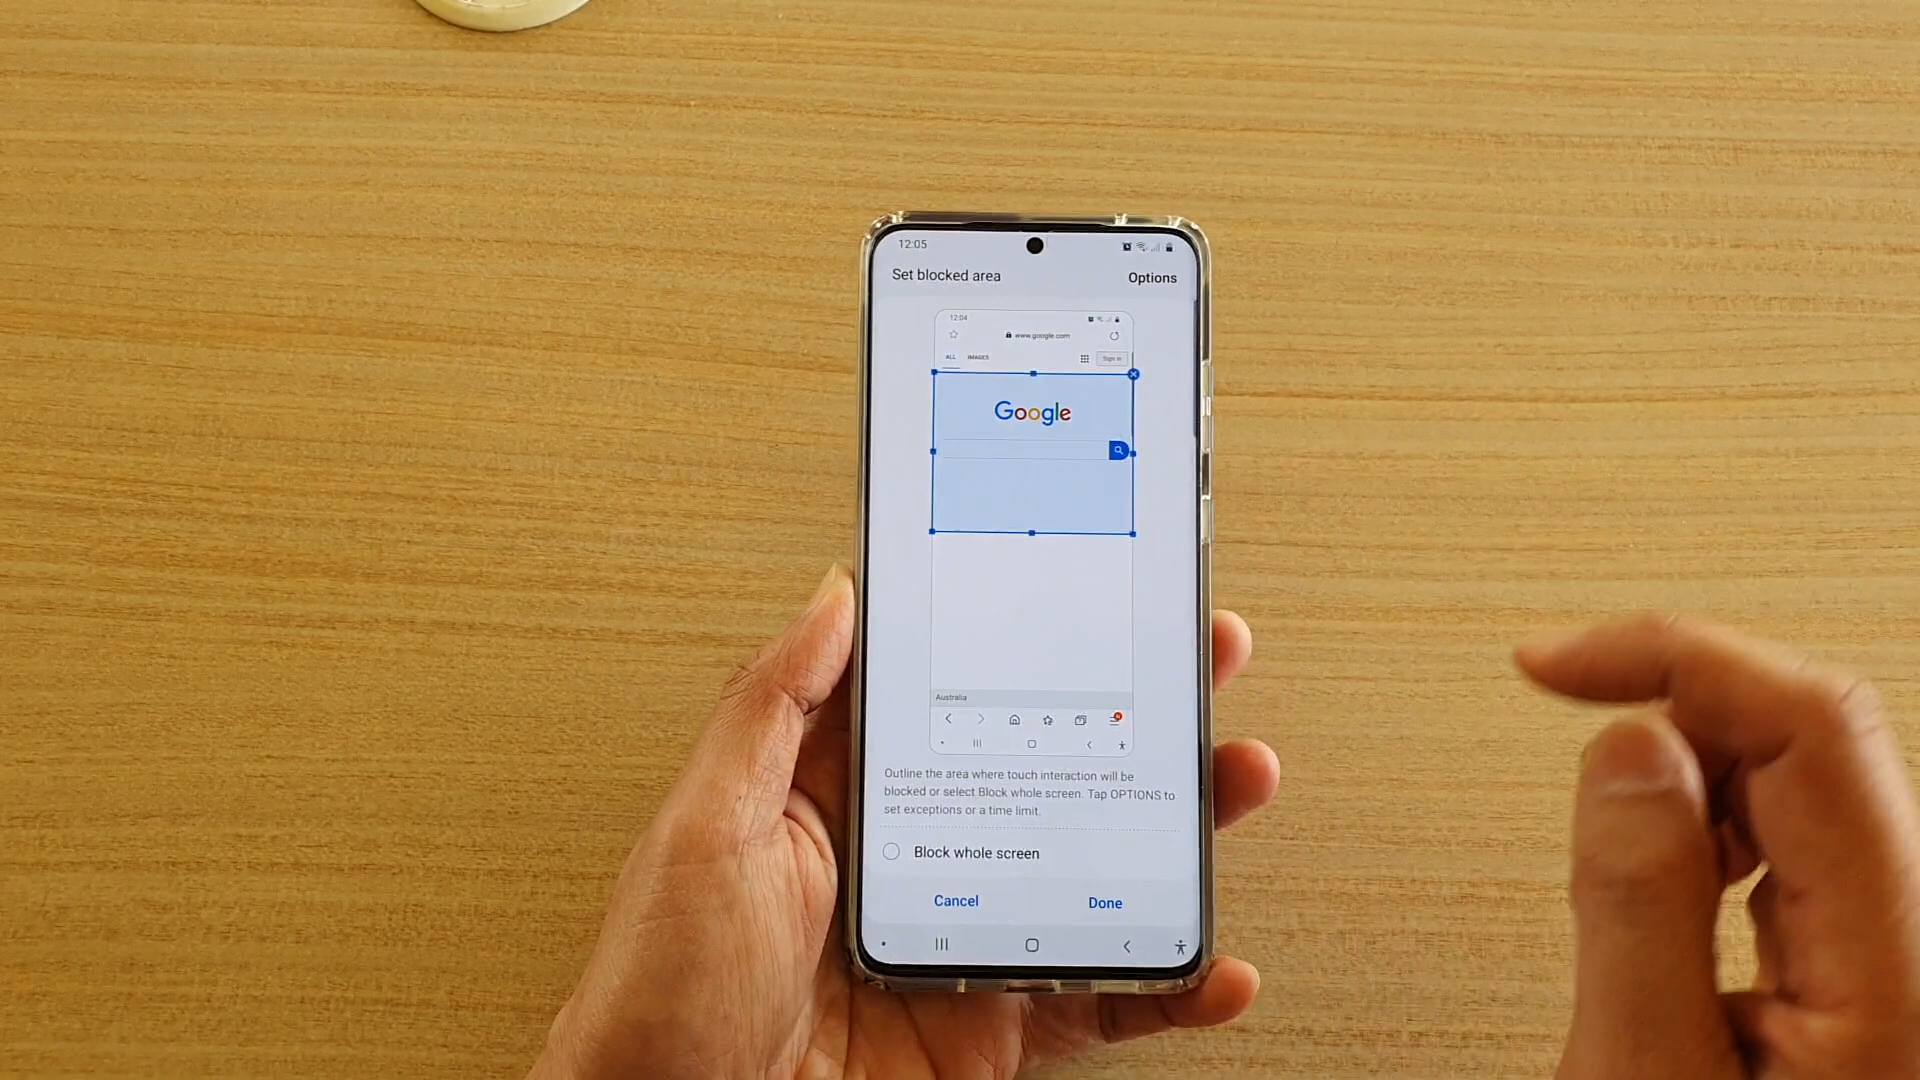 12:05
Set blocked area
Options
12:04
www.google.com
ALL IMAGES
Sign in
Google
Australia
Outline the area where touch interaction will be
blocked or select Block whole screen. Tap OPTIONS to
set exceptions or a time limit.
Block whole screen
Cancel
Done